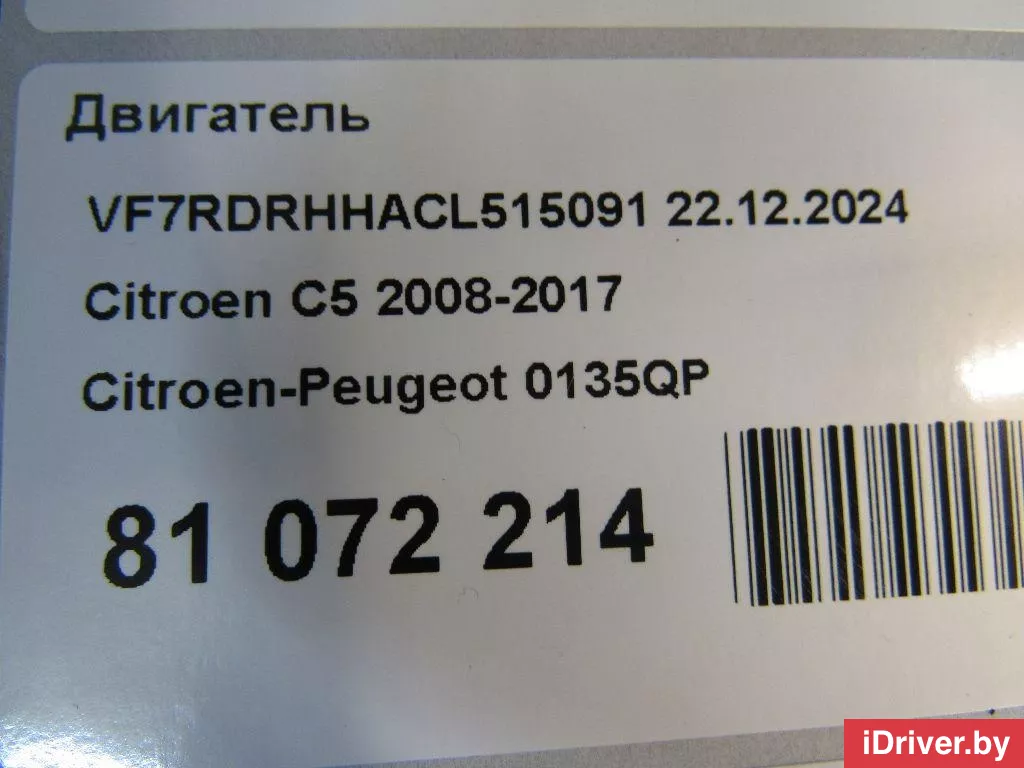 Двигатель
VF7RDRHHACL515091 22.12.2024
Citroen C5 2008-2017
Citroen-Peugeot 0135QP
81 072 214
iDriver.by